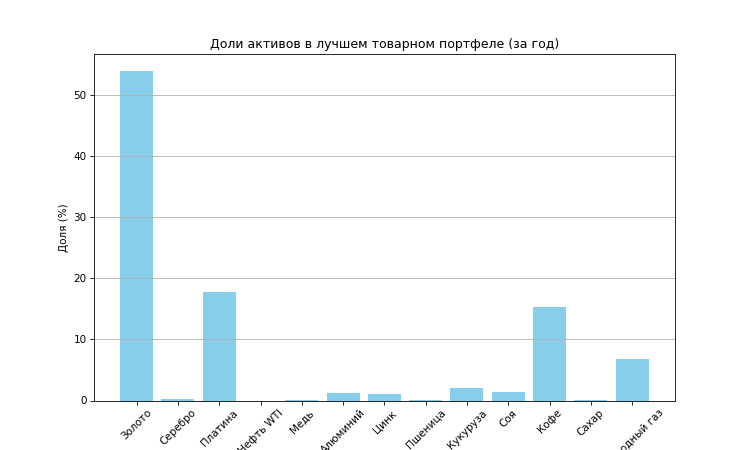 Доли активов в лучшем товарном портфеле (за год)
Доля (%)
50
40
30
20
10
0
Золото
Серебро
Платина
Нефть WTI
Медь
Алюминий
Цинк
Пшеница
Кукуруза
Соя
Кофе
Сахар
одный газ